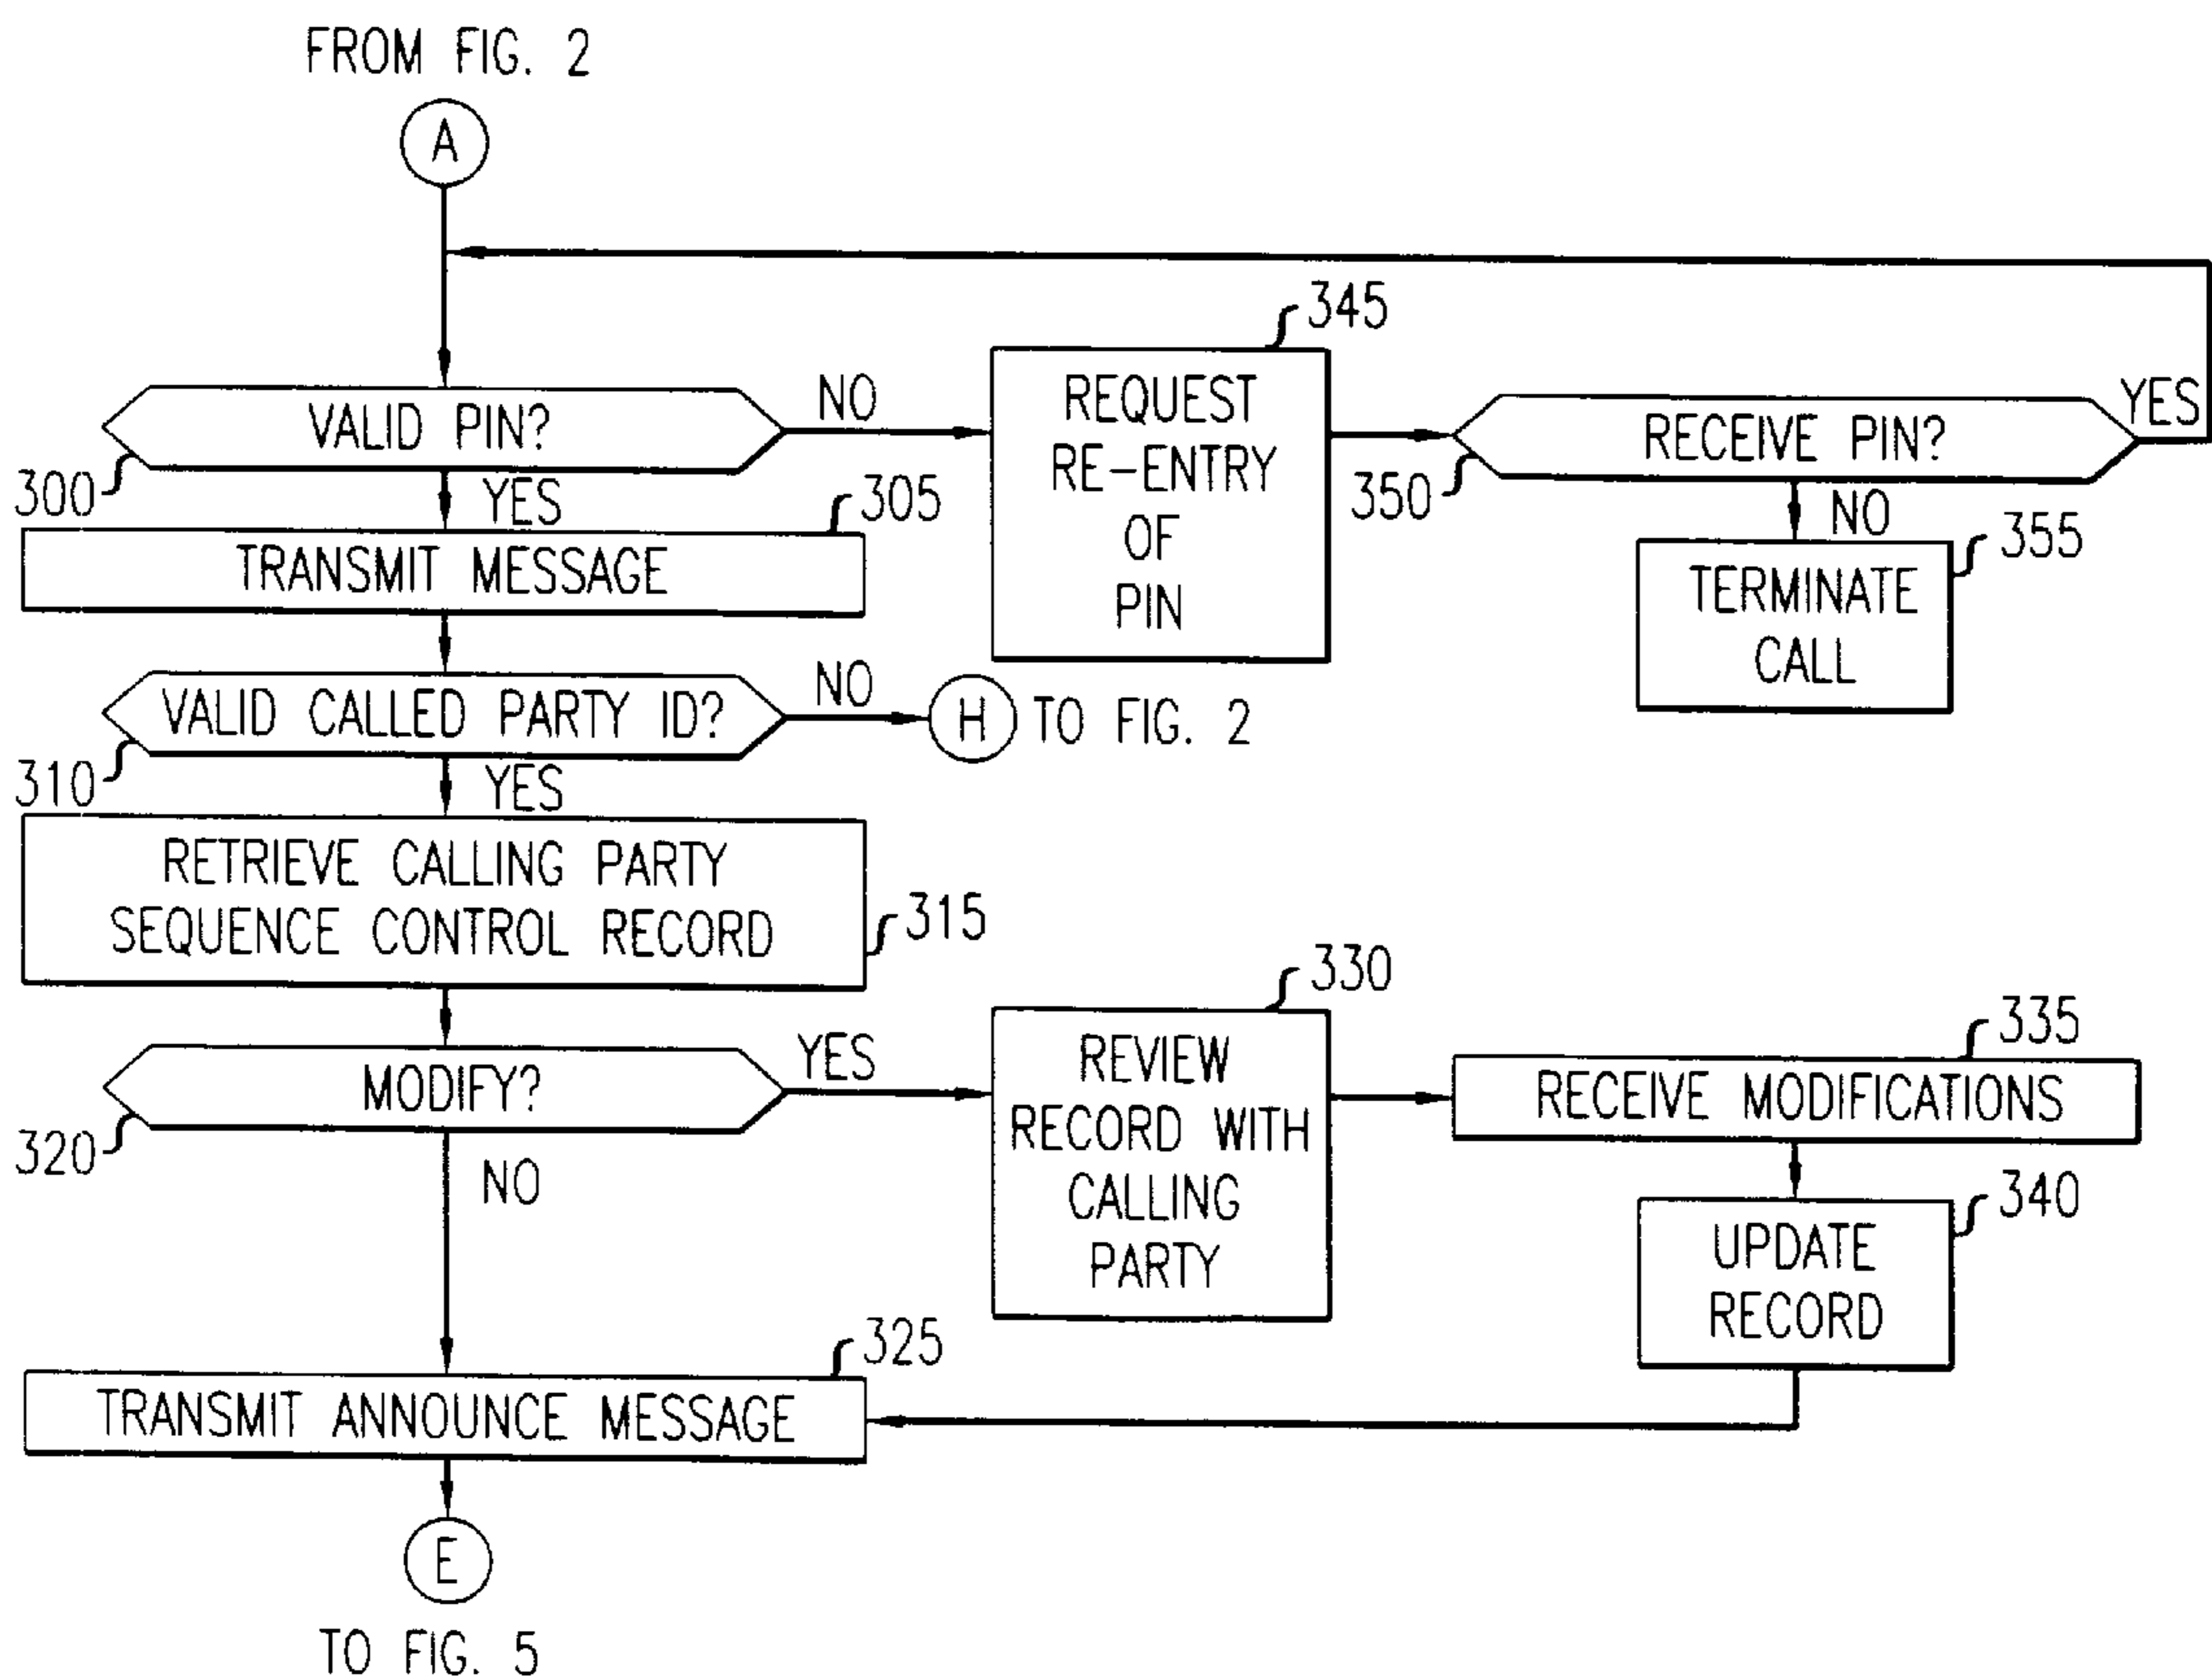 FROM FIG. 2
A
VALID PIN?
300
NO
YES
345
REQUEST
RE-ENTRY
OF
PIN
RECEIVE PIN?
350
YES
NO
355
TERMINATE
CALL
305
TRANSMIT MESSAGE
VALID CALLED PARTY ID?
310
NO
H TO FIG. 2
YES
RETRIEVE CALLING PARTY
SEQUENCE CONTROL RECORD
315
MODIFY?
320
YES
NO
330
REVIEW
RECORD WITH
CALLING
PARTY
335
RECEIVE MODIFICATIONS
340
UPDATE
RECORD
325
TRANSMIT ANNOUNCE MESSAGE
E
TO FIG. 5